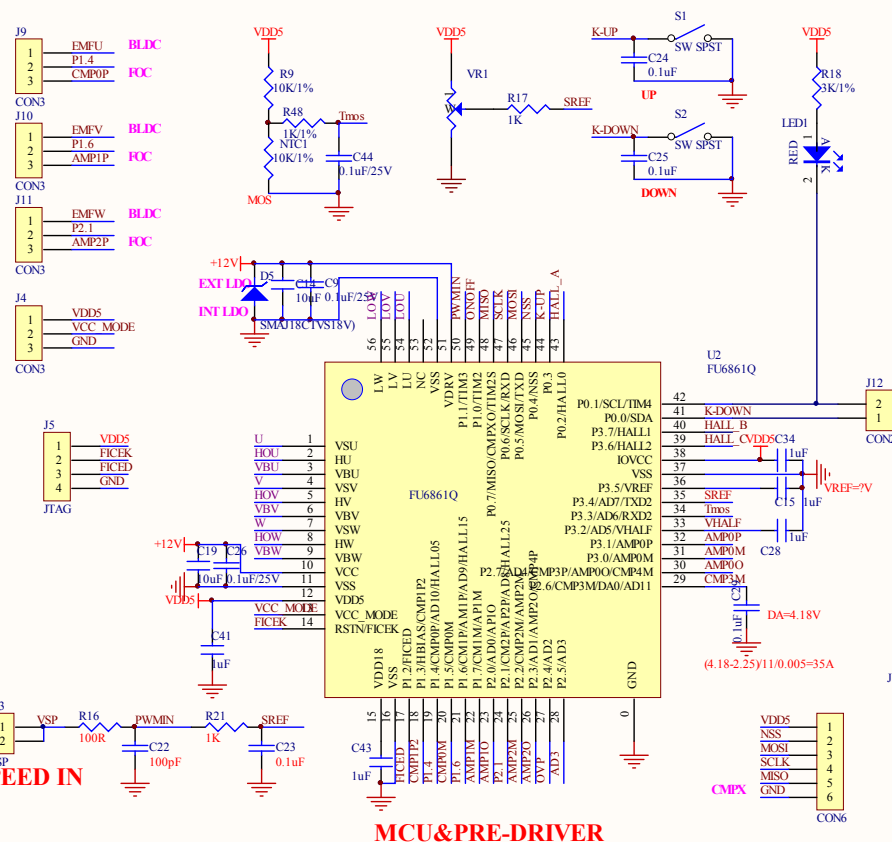 J9
1 EMFU BLDC
2 P1.4
3 CMP0P FOC
CON3
J10
1 EMFV BLDC
2 P1.6
3 AMP1P FOC
CON3
J11
1 EMFW BLDC
2 P2.1
3 AMP2P FOC
CON3
J4
1 VDD5
2 VCC_MODE
3 GND
CON3
J5
1 VDD5
2 FICEK
3 FICED
4 GND
JTAG
VDD5
R9
10K/1%
R48
1K/1%
Tmos
NTC1
10K/1%
C44
0.1uF/25V
MOS
VDD5
VR1
R17
1K
SREF
K-UP
S1
SW SPST
C24
0.1uF
UP
K-DOWN
S2
SW SPST
C25
0.1uF
DOWN
VDD5
R18
3K/1%
LED1
RED
A
K
2
+12V
EXT LDO
INT LDO
D5
C14
10uF
C9
0.1uF/25V
SMAJ18C(TVS18V)
LOW
LOV
LOU
PWMIN
ONOFF
MISO
SCLK
MOSI
NSS
K-UP
HALL_A
56 55 54 53 52 51 50 49 48 47 46 45 44 43
LW
LV
LU
NC
VSS
VDRV
P1.1/TIM3
P1.0/TIM2
P0.7/MISO/CMPXO/TIM2S
P0.6/SCLK/RXD
P0.5/MOSI/TXD
P0.4/NSS
P0.3
P0.2/HALL0
U2
FU6861Q
FU6861Q
U 1 VSU
HOU 2 HU
VBU 3 VBU
V 4 VSV
HOV 5 HV
VBV 6 VBV
W 7 VSW
HOW 8 HW
VBW 9 VBW
10 VCC
11 VSS
12 VDD5
VCC_MODE 13 VCC_MODE
FICEK 14 RSTN/FICEK
+12V
C19
10uF
C26
0.1uF/25V
VDD5
C41
1uF
P0.1/SCL/TIM4 42
P0.0/SDA 41 K-DOWN
P3.7/HALL1 40 HALL_B
P3.6/HALL2 39 HALL_C
IOVCC 38
VSS 37
P3.5/VREF 36
P3.4/AD7/TXD2 35 SREF
P3.3/AD6/RXD2 34 Tmos
P3.2/AD5/VHALF 33 VHALF
P3.1/AMP0P 32 AMP0P
P3.0/AMP0M 31 AMP0M
P2.7/AD4/CMP3P/AMP0O/CMP4M 30 AMP0O
P2.6/CMP3M/DA0/AD11 29 CMP3M
VDD5
C34
1uF
C15
1uF
C28
1uF
VREF=?V
J12
2
1
C29
0.1uF
DA=4.18V
(4.18-2.25)/11/0.005=35A
VDD18
VSS
P1.2/FICED
P1.3/HBIAS/CMP1P2
P1.4/CMP0P/AD10/HALL05
P1.5/CMP0M
P1.6/CMP1P/AM1P/AD9/HALL15
P1.7/CMP1M/AP1M
P2.0/AD0/AP1O
P2.1/CM2P/AP2P/AD8/HALL25
P2.2/CMP2M/AMP2M
P2.3/AD1/AMP2O/CMP4P
P2.4/AD2
P2.5/AD3
GND
15 16 17 18 19 20 21 22 23 24 25 26 27 28 0
C43
1uF
FICED
CMP1P2
P1.4
CMP0M
P1.6
AMP1M
AMP1O
P2.1
AMP2M
AMP2O
OVP
AD3
1
2
VSP
R16
100R
PWMIN
R21
1K
SREF
C22
100pF
C23
0.1uF
EED IN
CMPX
VDD5 1
NSS 2
MOSI 3
SCLK 4
MISO 5
GND 6
CON6
J
MCU&PRE-DRIVER